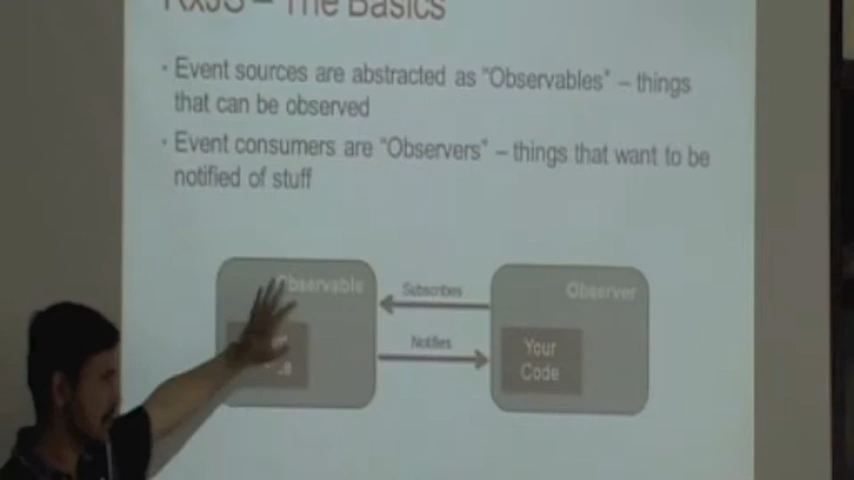 RxJS – The Basics
· Event sources are abstracted as "Observables" – things
that can be observed
· Event consumers are "Observers" – things that want to be
notified of stuff
Observable
Subscribes
Observer
Notifies
Your
Code